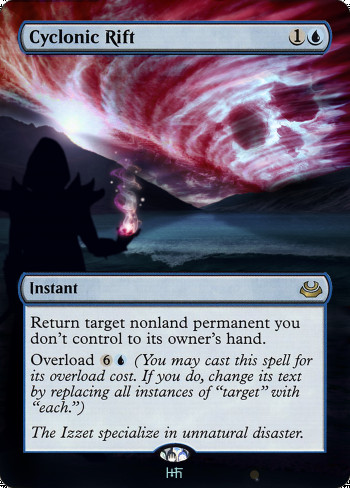 Cyclonic Rift 1
Instant
Return target nonland permanent you
don't control to its owner's hand.
Overload 6 (You may cast this spell for
its overload cost. If you do, change its text
by replacing all instances of "target" with
"each.")
The Izzet specialize in unnatural disaster.